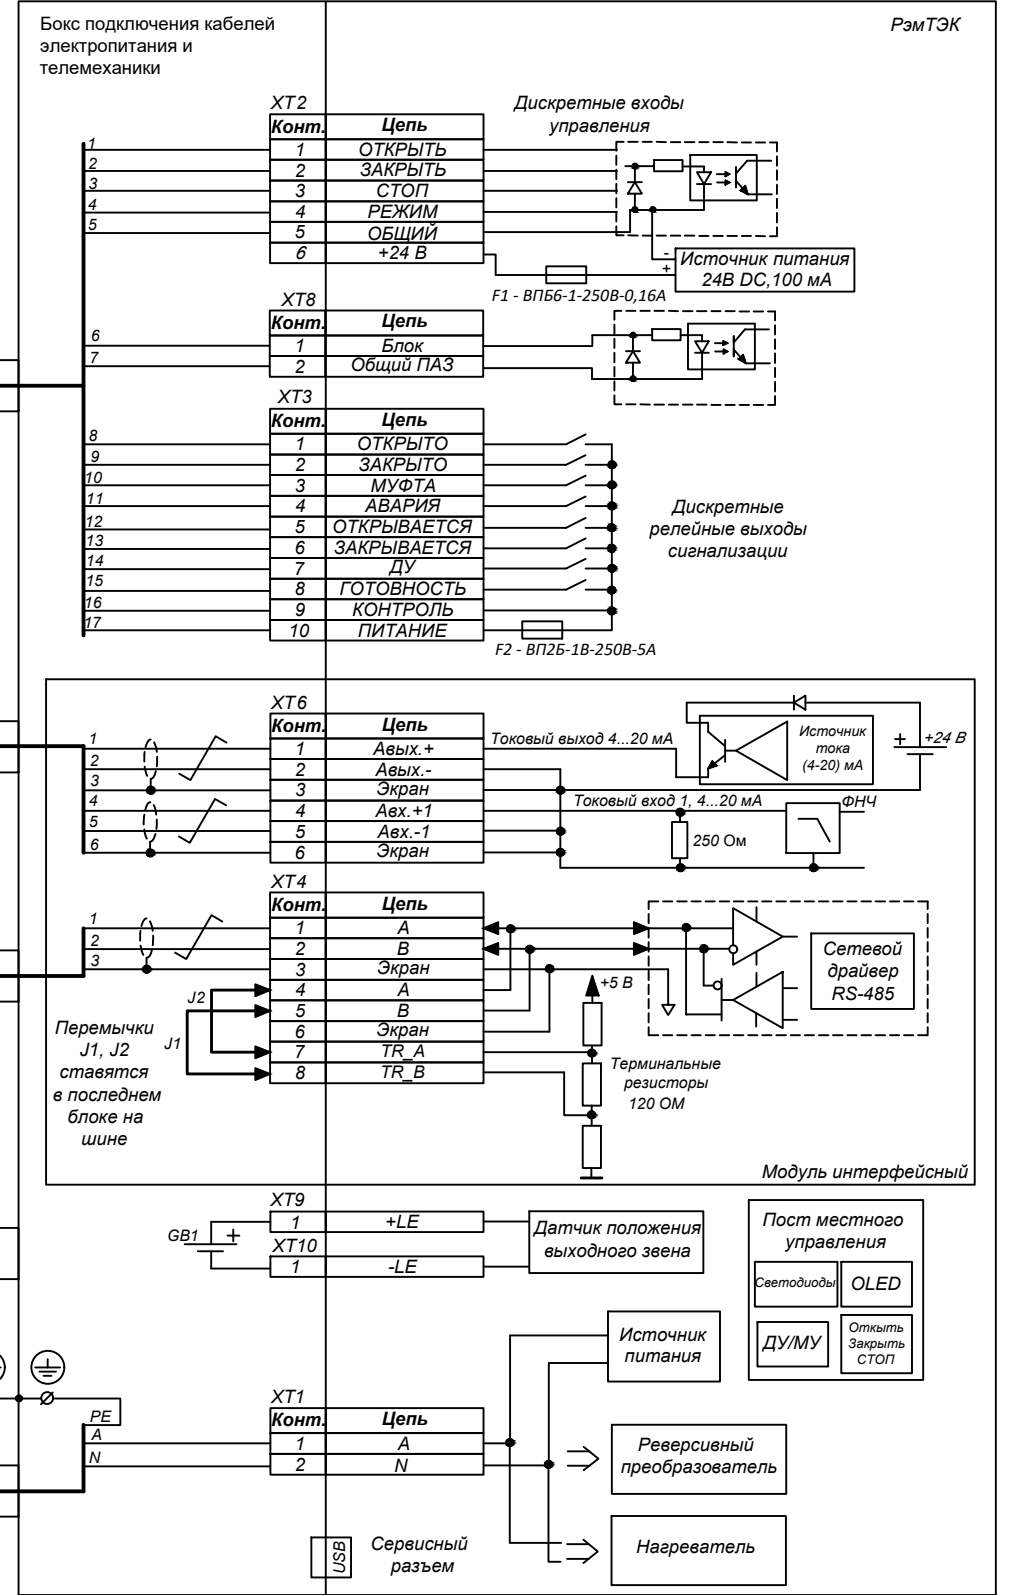 Бокс подключения кабелей
электропитания и
телемеханики
РэмТЭК
XT2
Конт. Цепь
1 1 ОТКРЫТЬ
2 2 ЗАКРЫТЬ
3 3 СТОП
4 4 РЕЖИМ
5 5 ОБЩИЙ
6 +24 В
Дискретные входы
управления
- Источник питания
+ 24В DC,100 мА
F1 - ВПБ6-1-250В-0,16А
XT8
Конт. Цепь
6 1 Блок
7 2 Общий ПАЗ
XT3
Конт. Цепь
8 1 ОТКРЫТО
9 2 ЗАКРЫТО
10 3 МУФТА
11 4 АВАРИЯ
12 5 ОТКРЫВАЕТСЯ
13 6 ЗАКРЫВАЕТСЯ
14 7 ДУ
15 8 ГОТОВНОСТЬ
16 9 КОНТРОЛЬ
17 10 ПИТАНИЕ
Дискретные
релейные выходы
сигнализации
F2 - ВП2Б-1В-250В-5А
XT6
Конт. Цепь
1 1 Aвых.+
2 2 Aвых.-
3 3 Экран
4 4 Aвх.+1
5 5 Aвх.-1
6 6 Экран
Токовый выход 4...20 мА
Источник
тока
(4-20) мА
+ +24 В
Токовый вход 1, 4...20 мА
ФНЧ
250 Ом
XT4
Конт. Цепь
1 1 A
2 2 B
3 3 Экран
4 A
5 B
6 Экран
7 TR_A
8 TR_B
J2
J1
Перемычки
J1, J2
ставятся
в последнем
блоке на
шине
+5 В
Терминальные
резисторы
120 ОМ
Сетевой
драйвер
RS-485
Модуль интерфейсный
XT9
1 +LE
GB1 +
XT10
1 -LE
Датчик положения
выходного звена
Пост местного
управления
Светодиоды
OLED
ДУ/МУ
Откыть
Закрыть
СТОП
Источник
питания
XT1
Конт. Цепь
PE
A 1 A
N 2 N
Реверсивный
преобразователь
Нагреватель
USB
Сервисный
разъем